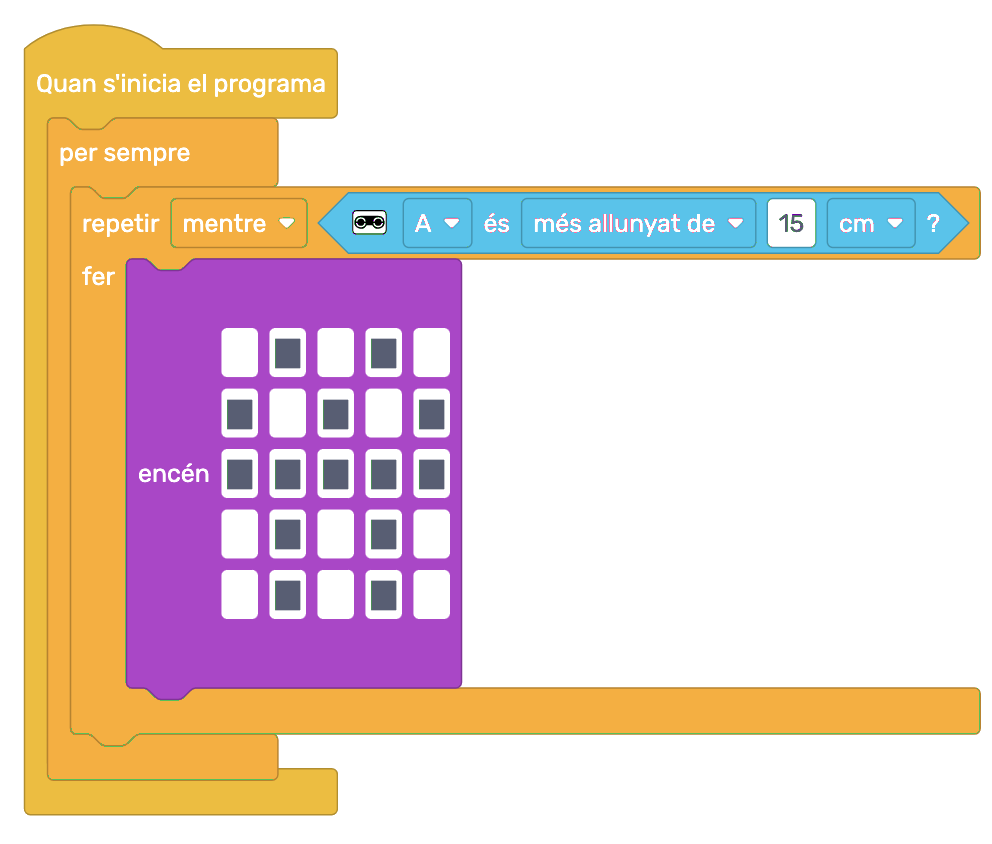 Quan s'inicia el programa
per sempre
repetir mentre A és més allunyat de 15 cm ?
fer
encén